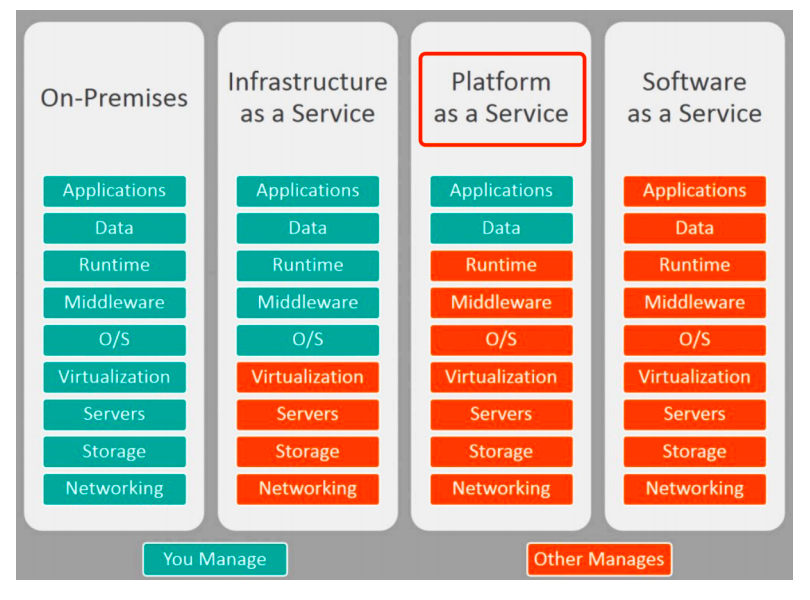 On-Premises
Applications
Data
Runtime
Middleware
O/S
Virtualization
Servers
Storage
Networking
Infrastructure
as a Service
Applications
Data
Runtime
Middleware
O/S
Virtualization
Servers
Storage
Networking
Platform
as a Service
Applications
Data
Runtime
Middleware
O/S
Virtualization
Servers
Storage
Networking
Software
as a Service
Applications
Data
Runtime
Middleware
O/S
Virtualization
Servers
Storage
Networking
You Manage
Other Manages